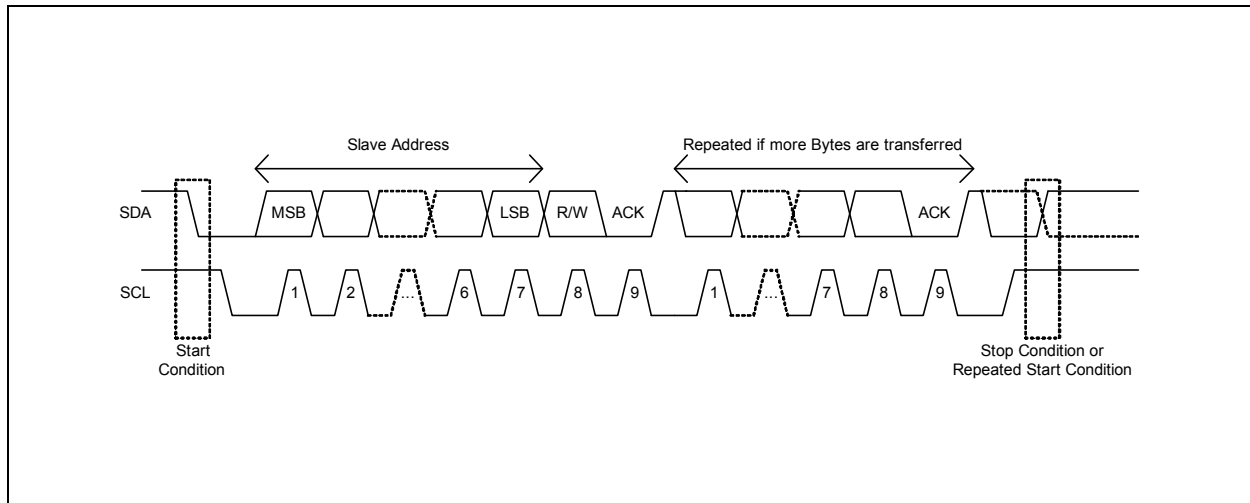 Slave Address
Repeated if more Bytes are transferred
SDA
MSB
LSB
R/W
ACK
ACK
SCL
1
2
...
6
7
8
9
1
...
7
8
9
Start
Condition
Stop Condition or
Repeated Start Condition